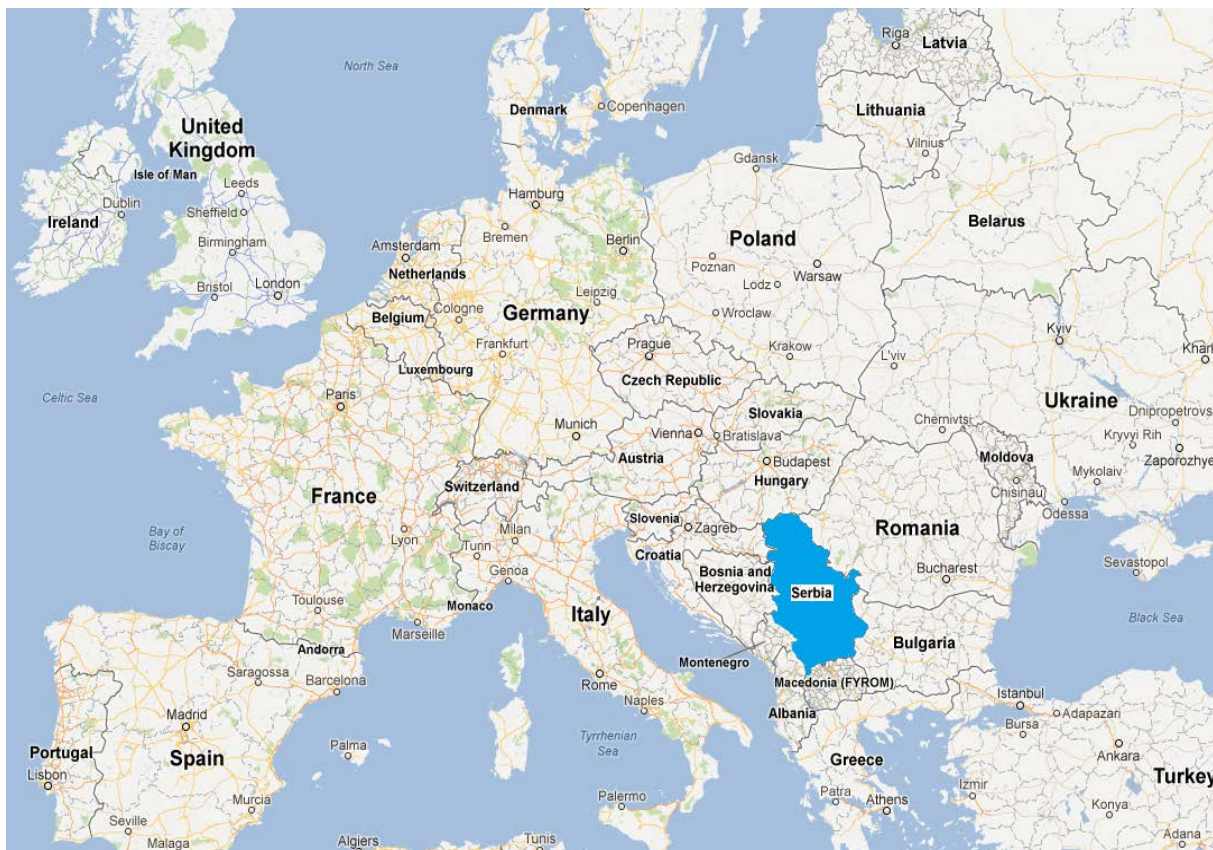 Riga
Latvia
North Sea
Denmark
Copenhagen
Lithuania
United
Kingdom
Vilnius
Isle of Man
Gdansk
Leeds
Hamburg
Dublin
Sheffield
Ireland
Belarus
Bremen
Birmingham
Amsterdam
Berlin
Poland
Netherlands
Poznan
Warsaw
Lodz
Bristol
London
Leipzig
Cologne
Belgium
Germany
Wroclaw
Kyiv
Frankfurt
Prague
Krakow
L'viv
Khar
Luxembourg
Czech Republic
Celtic Sea
Paris
Ukraine
Slovakia
Dnipropetrovs
Chernivtsi
Munich
Vienna
Bratislava
Kryvyi Rih
Austria
Moldova
Zaporozhye
Budapest
Mykolaiv
Hungary
Switzerland
Chisinau
France
Odessa
Slovenia
Zagreb
Romania
Bay of
Biscay
Lyon
Milan
Turin
Croatia
Genoa
Bosnia and
Herzegovina
Bucharest
Sevastopol
Serbia
Monaco
Toulouse
Italy
Black Sea
Marseille
Bulgaria
Andorra
Montenegro
Saragossa
Rome
Macedonia (FYROM)
Barcelona
Istanbul
Naples
Albania
Adapazari
Madrid
Bursa
Tyrrhenian
Sea
Portugal
Palma
Spain
Ankara
Greece
Lisbon
Turkey
Izmir
Patra
Palermo
Athens
Murcia
Konya
Seville
Malaga
Algiers
Tunis
Adana